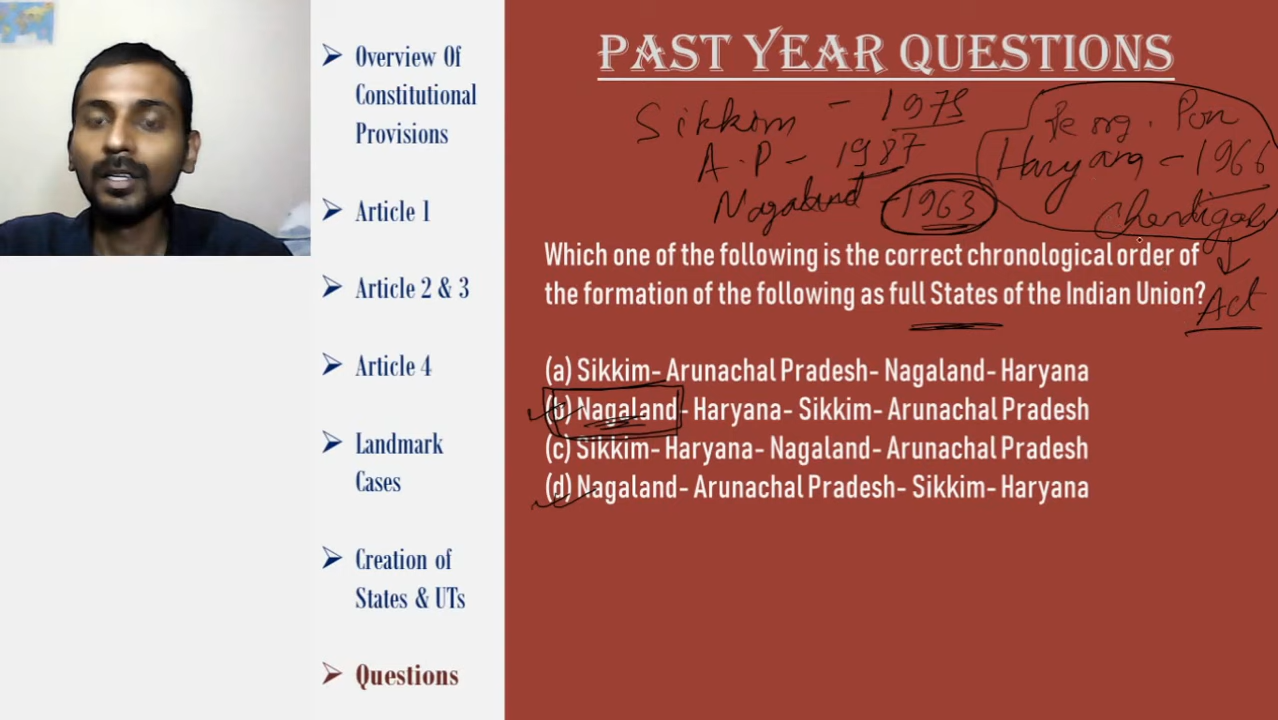 Overview Of
Constitutional
Provisions
Article 1
Article 2 & 3
Article 4
Landmark
Cases
Creation of
States & UTs
Questions
PAST YEAR QUESTIONS
Sikkim - 1975
A.P - 1987
Nagaland - 1963
Re org. Pun
Haryana - 1966
Chandigarh
Act
Which one of the following is the correct chronological order of
the formation of the following as full States of the Indian Union?
(a) Sikkim- Arunachal Pradesh- Nagaland- Haryana
(b) Nagaland- Haryana- Sikkim- Arunachal Pradesh
(c) Sikkim- Haryana- Nagaland- Arunachal Pradesh
(d) Nagaland- Arunachal Pradesh- Sikkim- Haryana